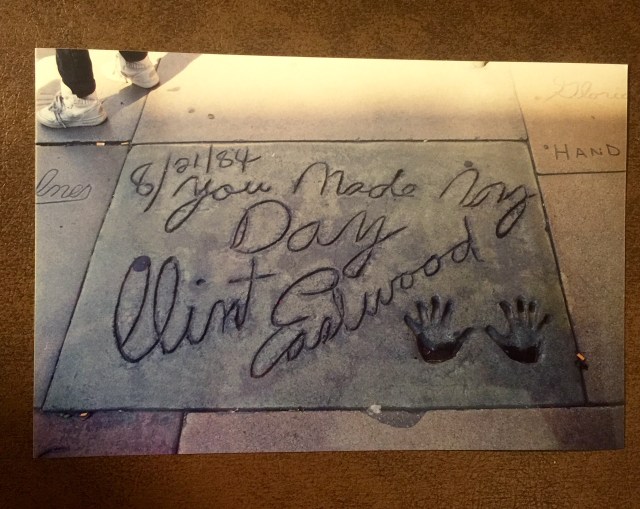 8/21/84
You Made my
Day
Clint Eastwood
HAND